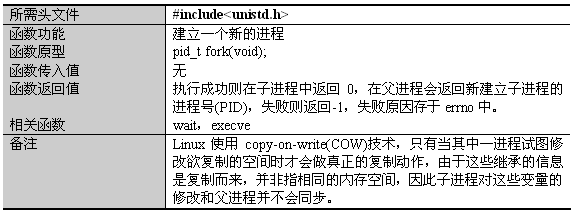 所需头文件 #include<unistd.h>
函数功能 建立一个新的进程
函数原型 pid_t fork(void);
函数传入值 无
函数返回值 执行成功则在子进程中返回 0，在父进程会返回新建立子进程的
进程号(PID)，失败则返回-1，失败原因存于 errno 中。
相关函数 wait，execve
备注 Linux 使用 copy-on-write(COW)技术，只有当其中一进程试图
修改欲复制的空间时才会做真正的复制动作，由于这些继承的信息
是复制而来，并非指相同的内存空间，因此子进程对这些变量的
修改和父进程并不会同步。